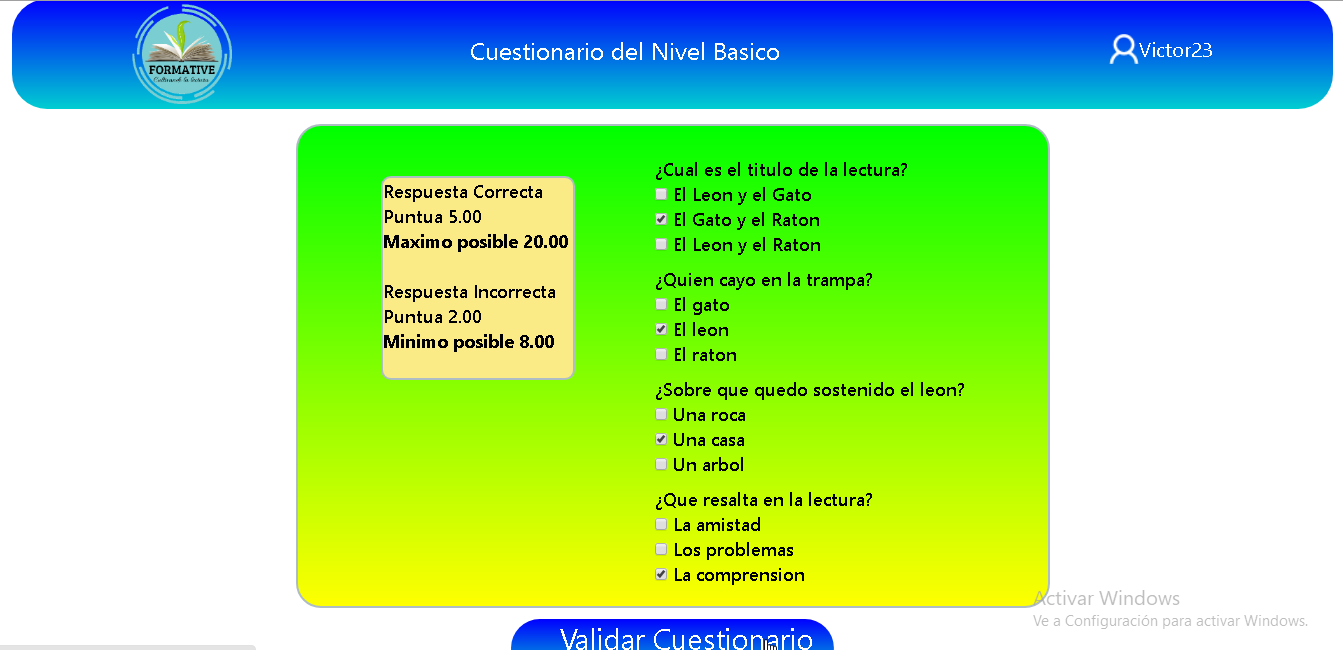 FORMATIVE
Cultivando la lectura
Cuestionario del Nivel Basico
Victor23
Respuesta Correcta
Puntua 5.00
Maximo posible 20.00
Respuesta Incorrecta
Puntua 2.00
Minimo posible 8.00
¿Cual es el titulo de la lectura?
El Leon y el Gato
El Gato y el Raton
El Leon y el Raton
¿Quien cayo en la trampa?
El gato
El leon
El raton
¿Sobre que quedo sostenido el leon?
Una roca
Una casa
Un arbol
¿Que resalta en la lectura?
La amistad
Los problemas
La comprension
Validar Cuestionario
Activar Windows
Ve a Configuración para activar Windows.